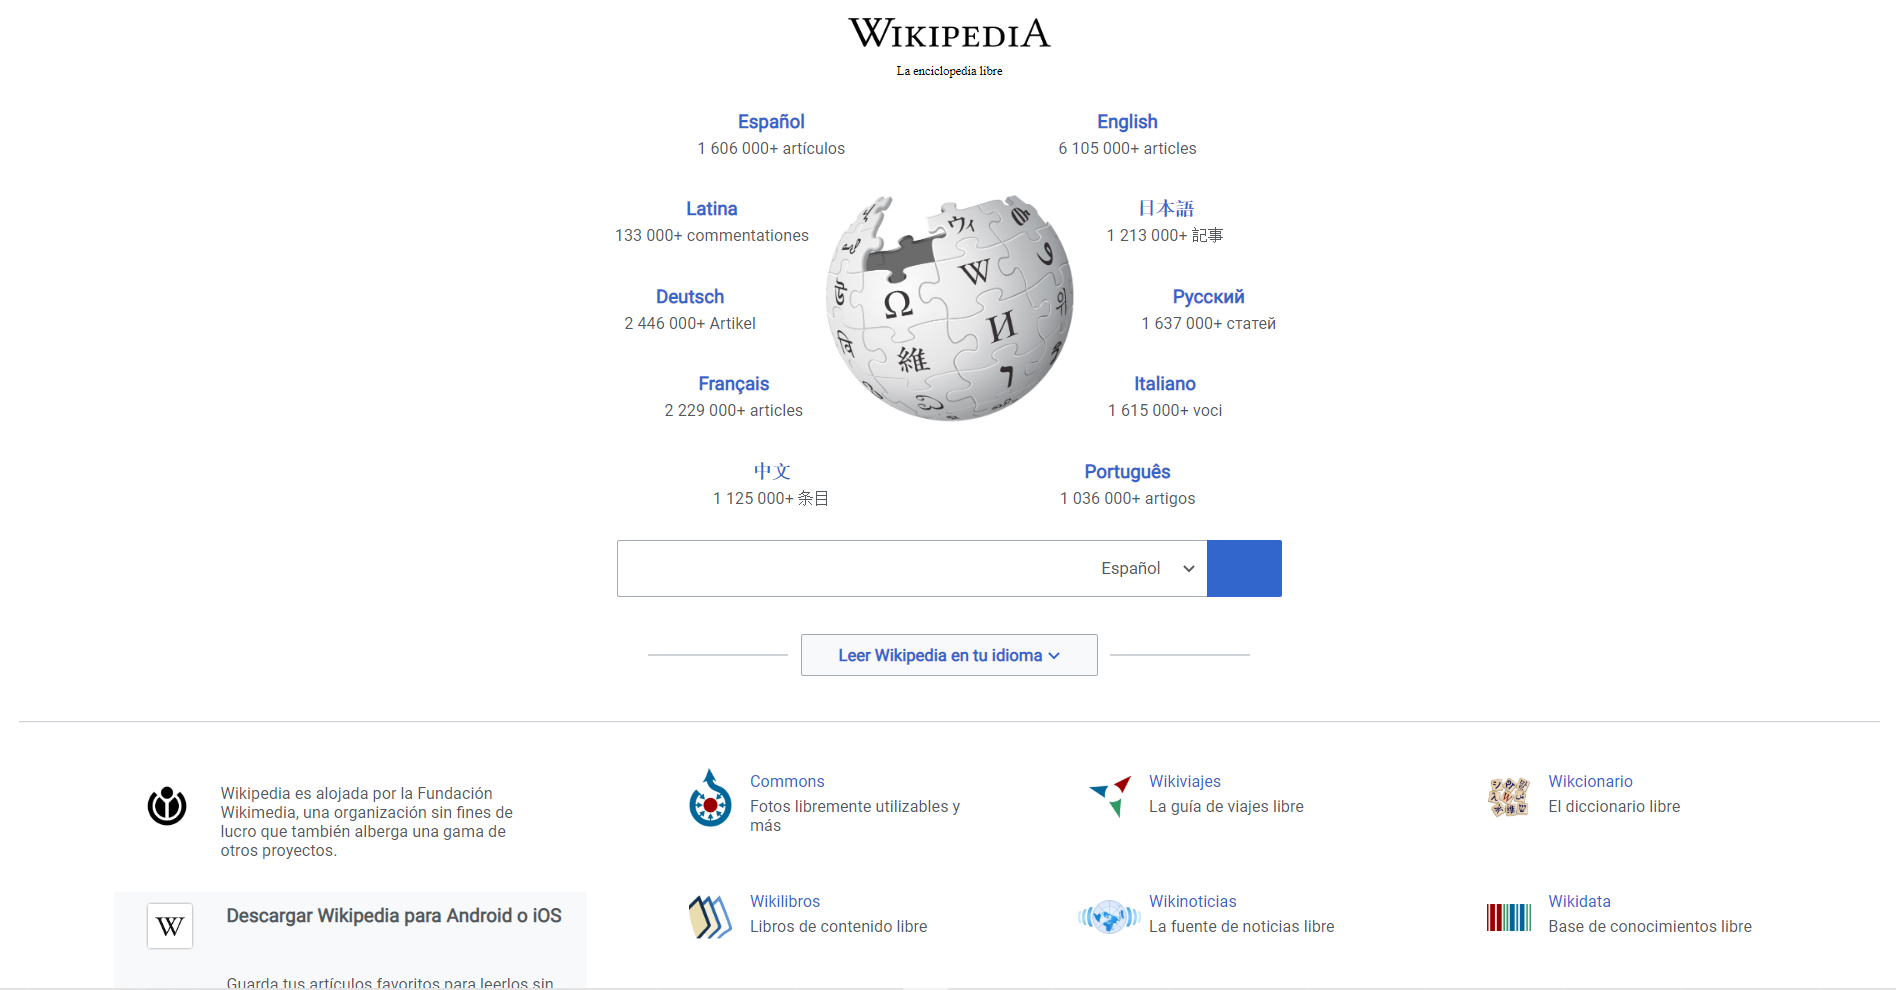 WIKIPEDIA
La enciclopedia libre
Español
1 606 000+ artículos
English
6 105 000+ articles
Latina
133 000+ commentationes
日本語
1 213 000+ 記事
Deutsch
2 446 000+ Artikel
Русский
1 637 000+ статей
Français
2 229 000+ articles
Italiano
1 615 000+ voci
中文
1 125 000+ 条目
Português
1 036 000+ artigos
Ω
W
И
維
ウィ
Español
Leer Wikipedia en tu idioma
Wikipedia es alojada por la Fundación
Wikimedia, una organización sin fines de
lucro que también alberga una gama de
otros proyectos.
W
Descargar Wikipedia para Android o iOS
Guarda tus artículos favoritos para leerlos sin
Commons
Fotos libremente utilizables y
más
Wikiviajes
La guía de viajes libre
Wikcionario
El diccionario libre
Wikilibros
Libros de contenido libre
Wikinoticias
La fuente de noticias libre
Wikidata
Base de conocimientos libre